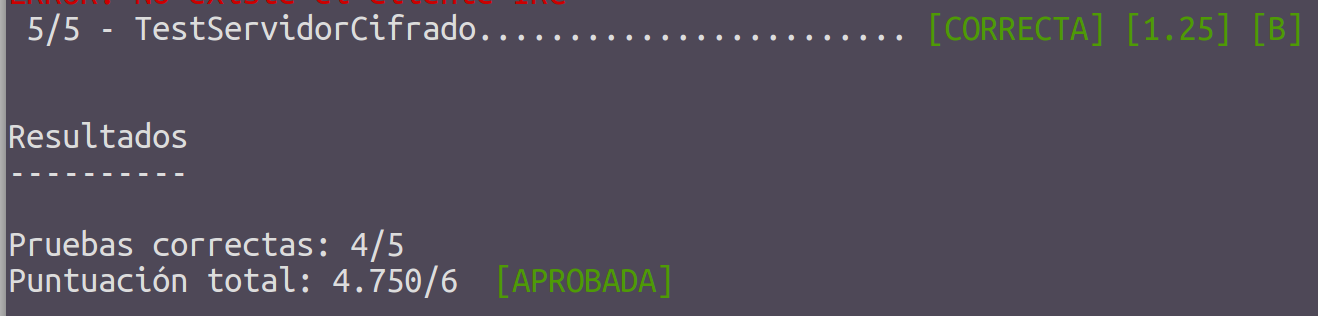 5/5 - TestServidorCifrado........................ [CORRECTA] [1.25] [B]
Resultados
----------
Pruebas correctas: 4/5
Puntuación total: 4.750/6 [APROBADA]